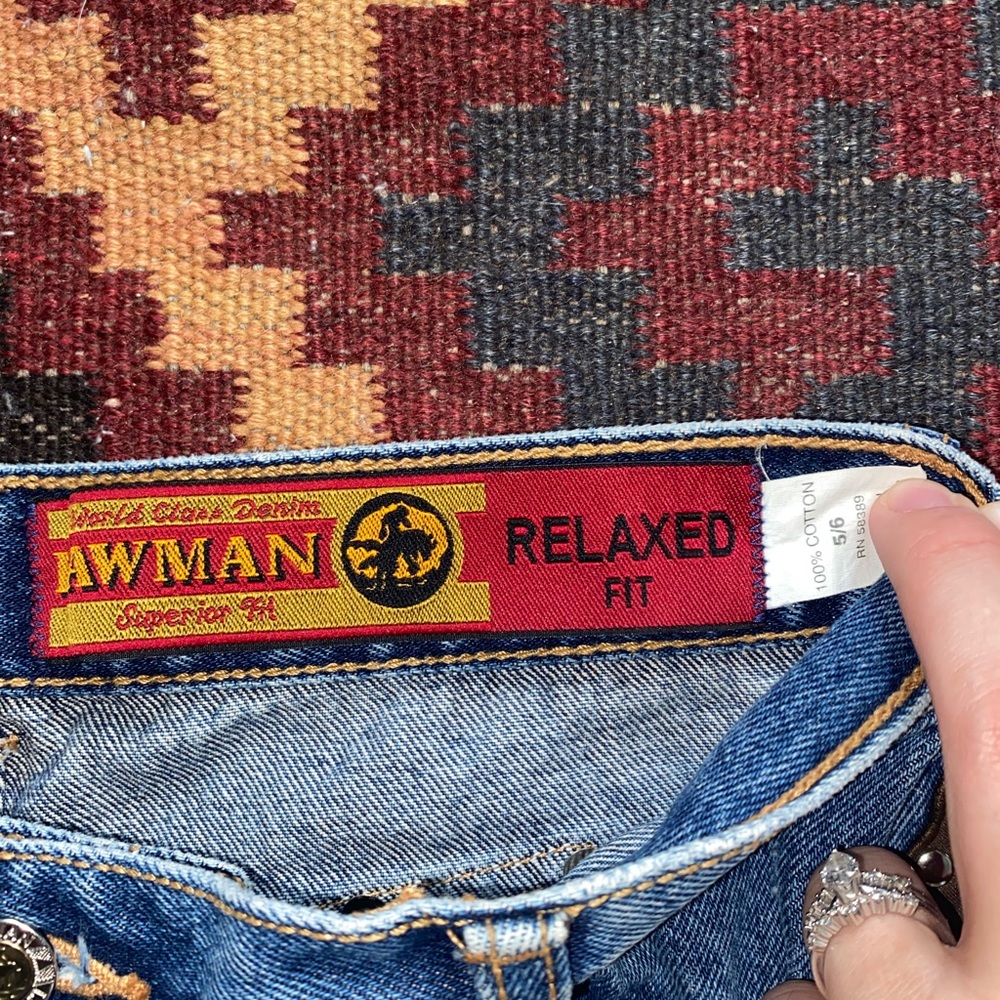 World Class Denim
AWMAN
Superior Fit
RELAXED
FIT
100% COTTON
5/6
RN 58389